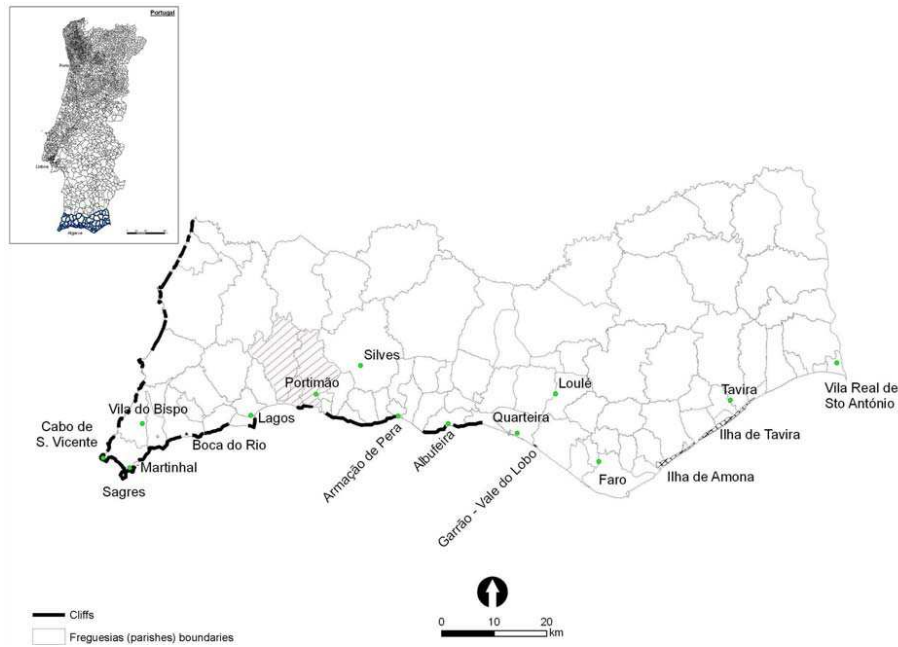 Portugal
Lisboa
Algarve
Silves
Portimão
Loulé
Tavira
Vila Real de
Sto António
Vila do Bispo
Lagos
Quarteira
Cabo de
S. Vicente
Boca do Rio
Armação de Pera
Albufeira
Ilha de Tavira
Martinhal
Garrão - Vale do Lobo
Faro
Ilha de Amona
Sagres
Cliffs
Freguesias (parishes) boundaries
0 10 20
km